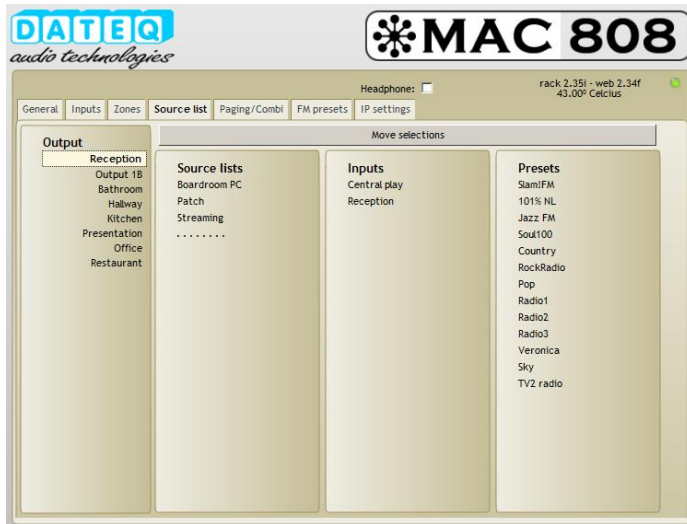 DATEQ
audio technologies
MAC 808
Headphone:
rack 2.35i - web 2.34f
43.00º Celcius
General Inputs Zones Source list Paging/Combi FM presets IP settings
Move selections
Output
Reception
Output 1B
Bathroom
Hallway
Kitchen
Presentation
Office
Restaurant
Source lists
Boardroom PC
Patch
Streaming
. . . . . . . .
Inputs
Central play
Reception
Presets
Slam!FM
101% NL
Jazz FM
Soul100
Country
RockRadio
Pop
Radio1
Radio2
Radio3
Veronica
Sky
TV2 radio